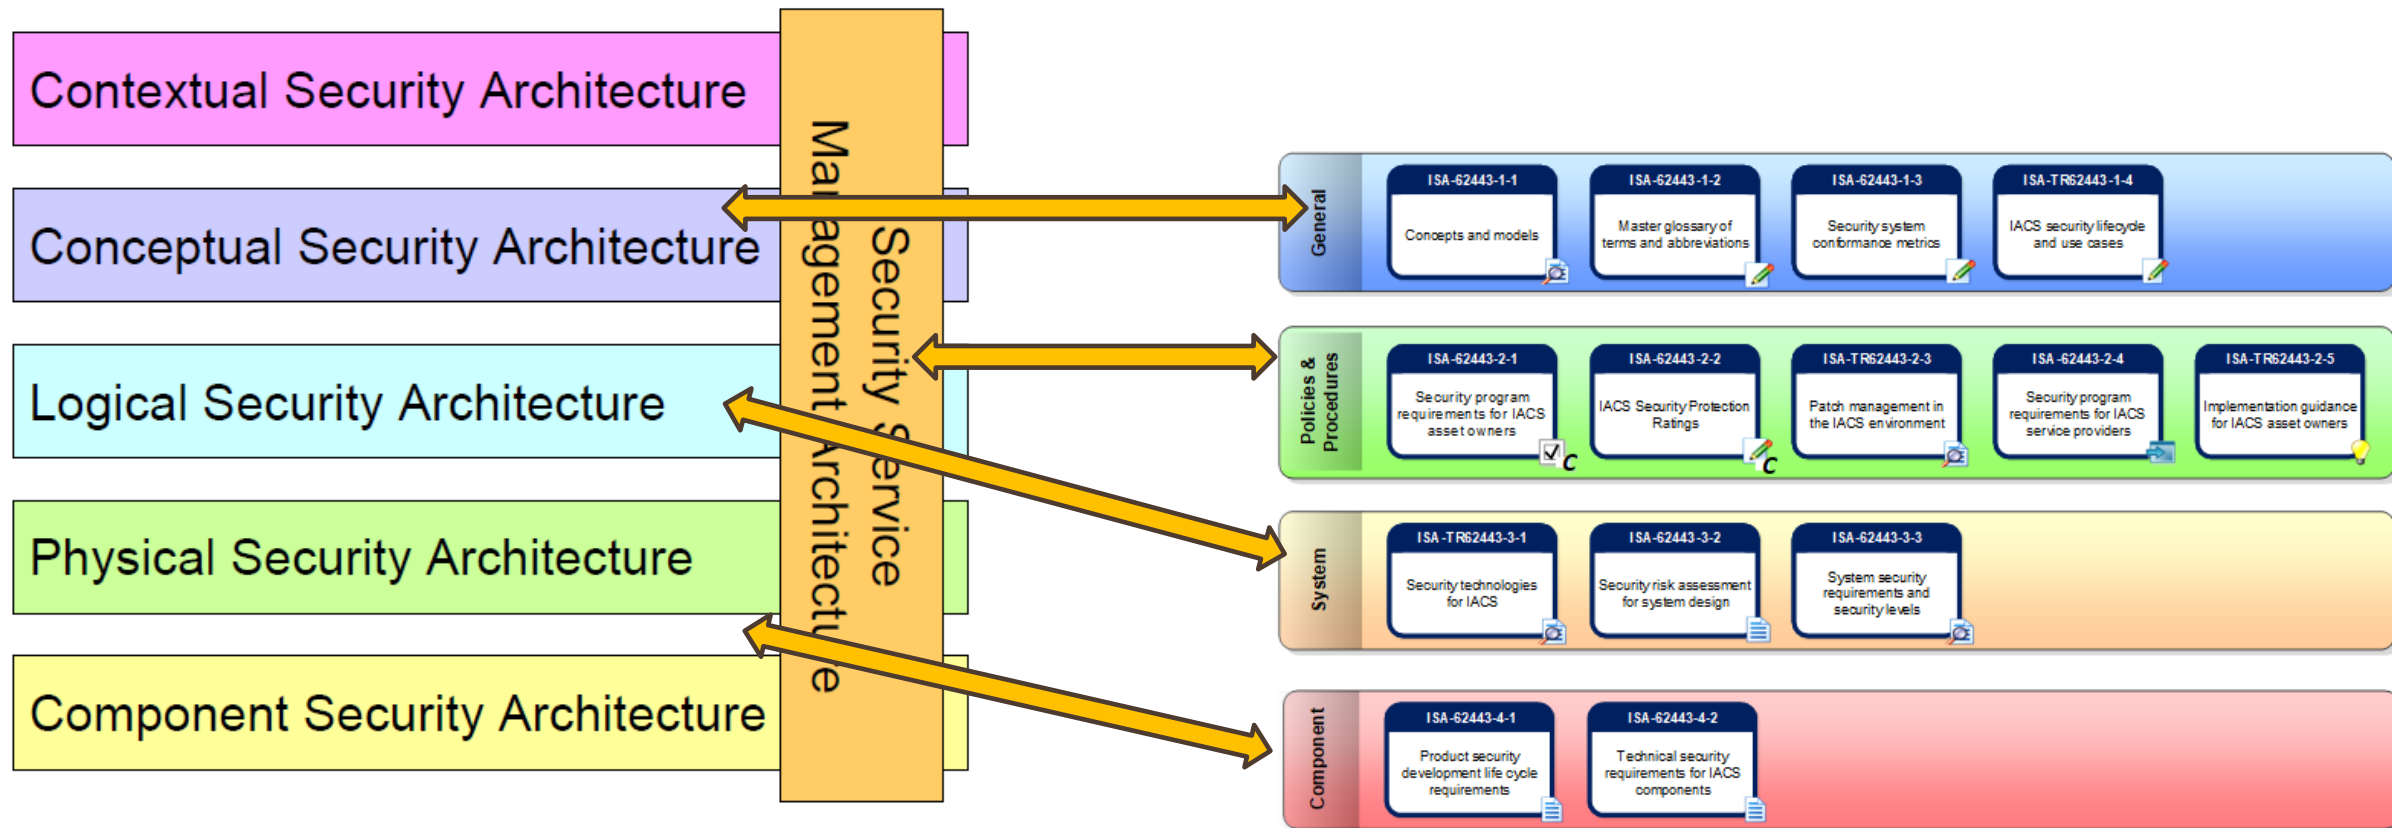 Contextual Security Architecture
Conceptual Security Architecture
Logical Security Architecture
Physical Security Architecture
Component Security Architecture
Security Service
Management Architecture
General
ISA-62443-1-1
Concepts and models
ISA-62443-1-2
Master glossary of
terms and abbreviations
ISA-62443-1-3
Security system
conformance metrics
ISA-TR62443-1-4
IACS security lifecycle
and use cases
Policies &
Procedures
ISA-62443-2-1
Security program
requirements for IACS
asset owners
C
ISA-62443-2-2
IACS Security Protection
Ratings
C
ISA-TR62443-2-3
Patch management in
the IACS environment
ISA-62443-2-4
Security program
requirements for IACS
service providers
ISA-TR62443-2-5
Implementation guidance
for IACS asset owners
System
ISA-TR62443-3-1
Security technologies
for IACS
ISA-62443-3-2
Security risk assessment
for system design
ISA-62443-3-3
System security
requirements and
security levels
Component
ISA-62443-4-1
Product security
development life cycle
requirements
ISA-62443-4-2
Technical security
requirements for IACS
components